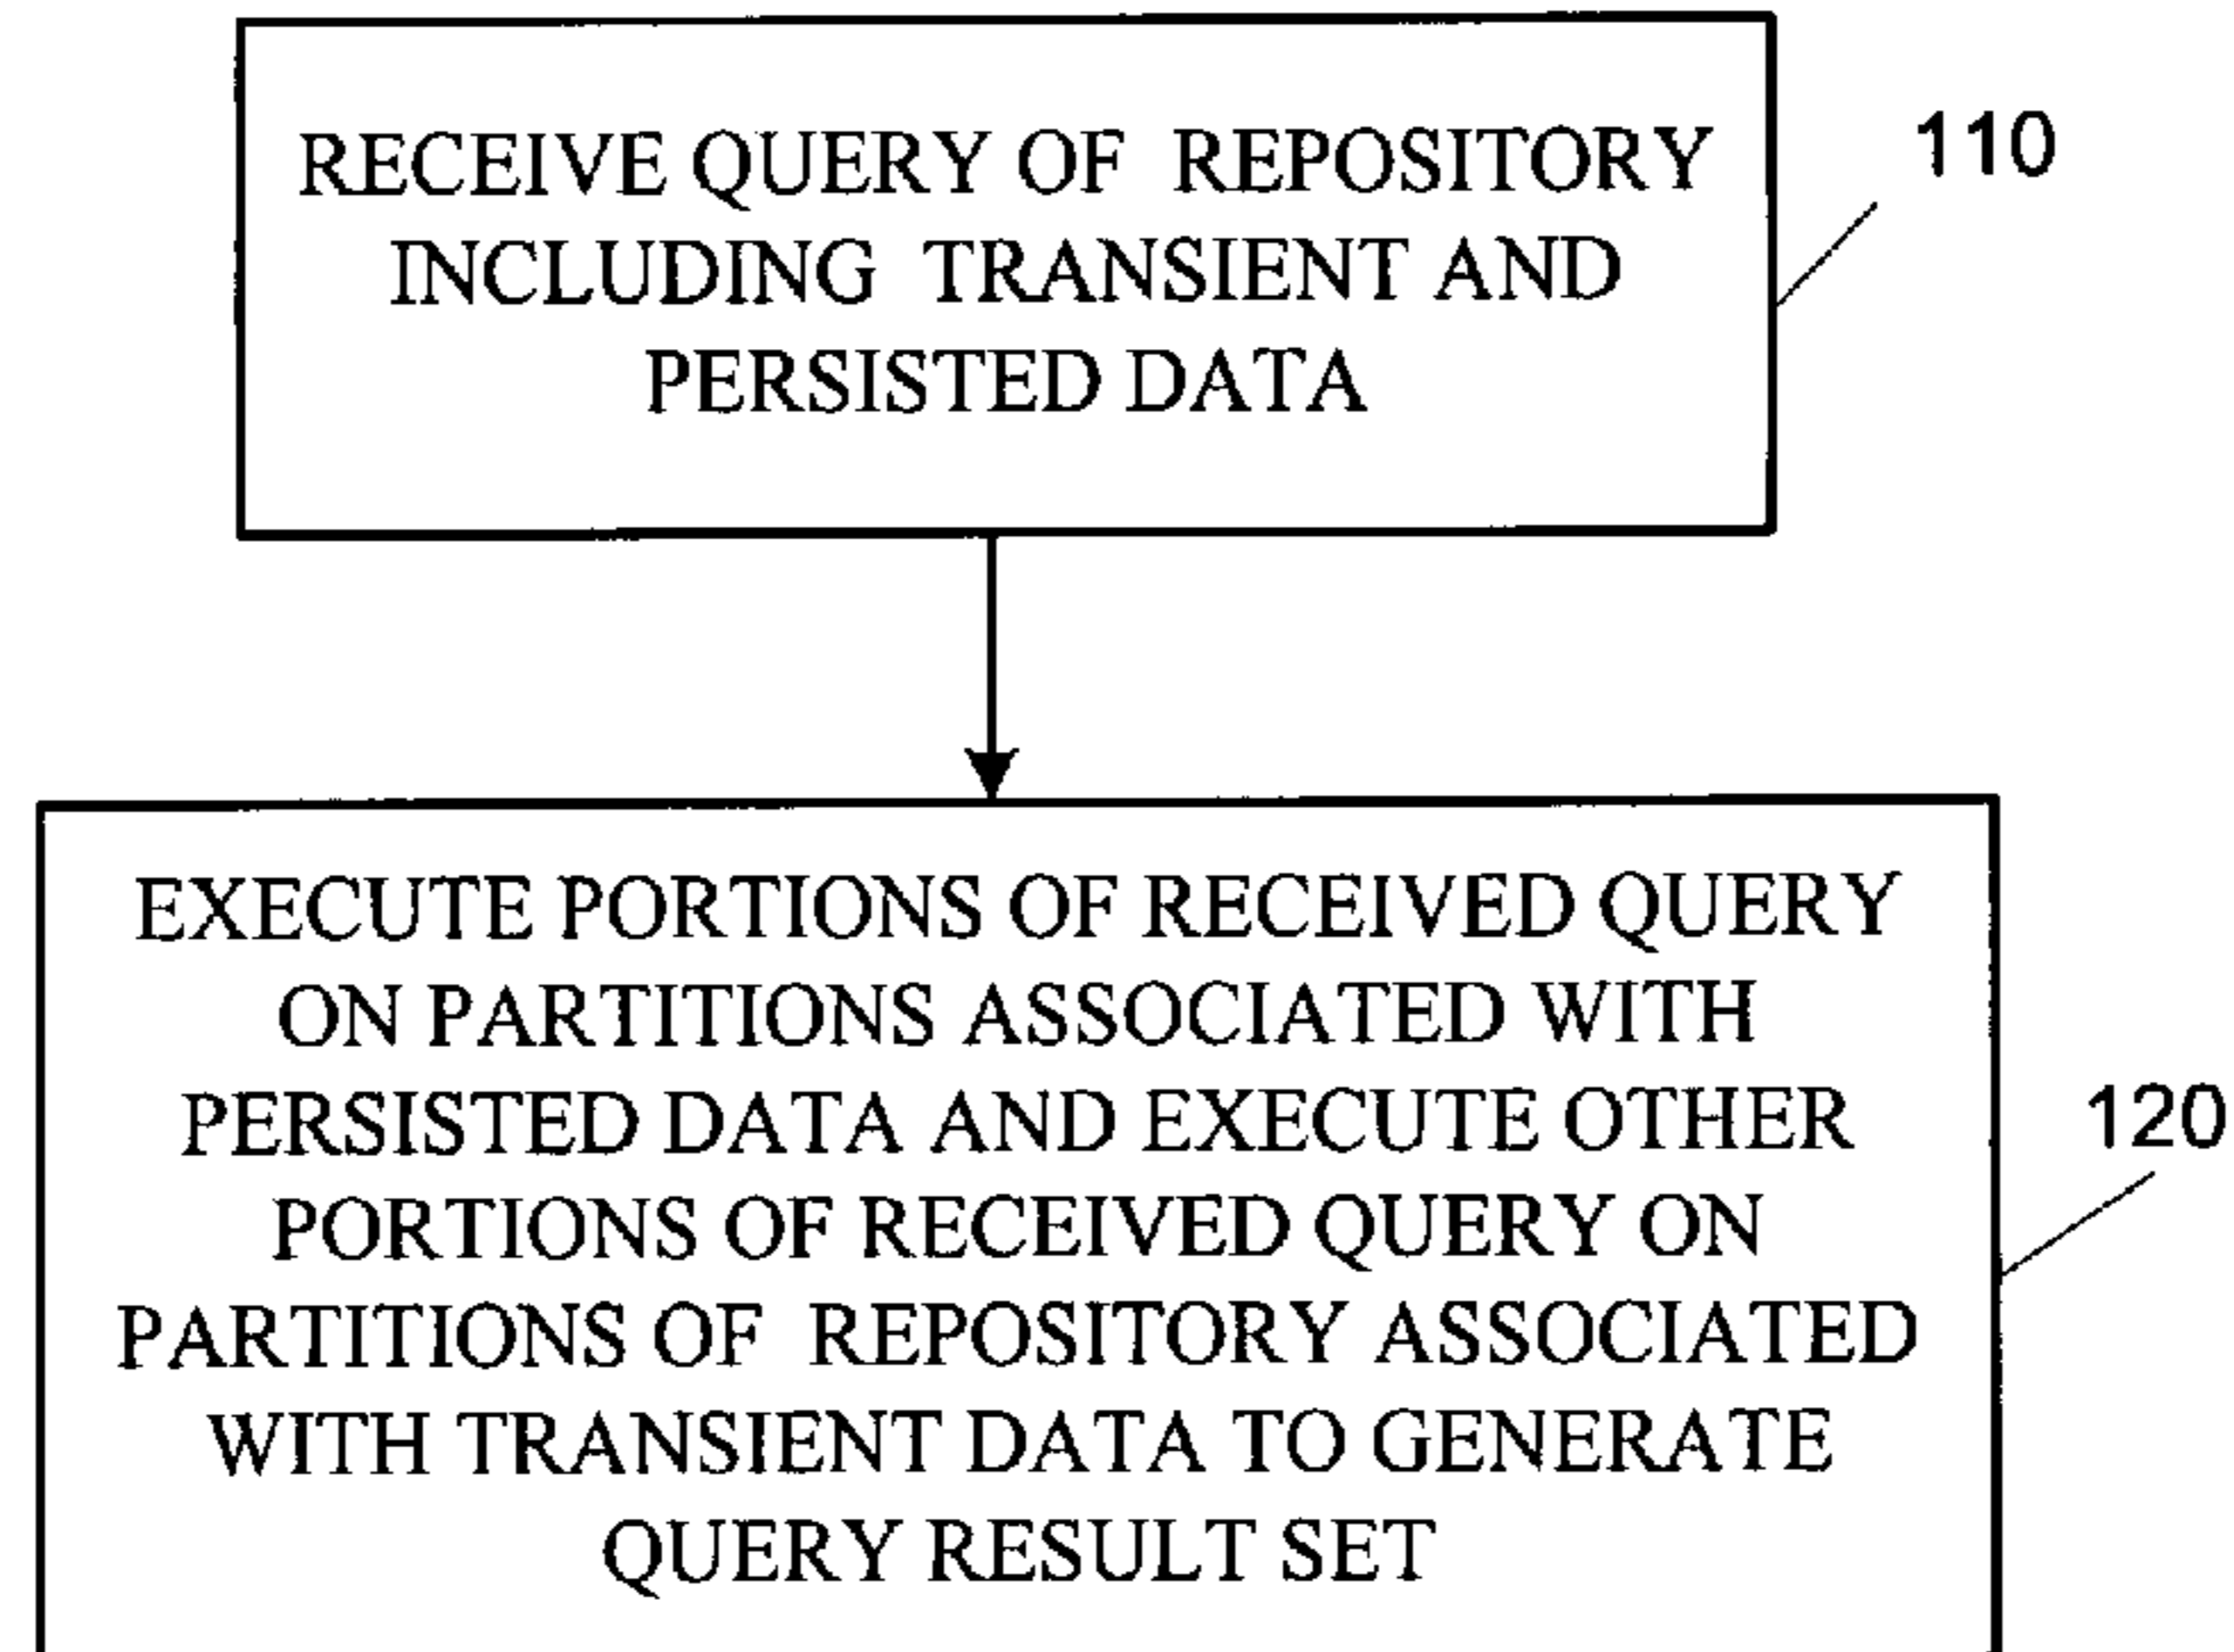 RECEIVE QUERY OF REPOSITORY
INCLUDING TRANSIENT AND
PERSISTED DATA
110
EXECUTE PORTIONS OF RECEIVED QUERY
ON PARTITIONS ASSOCIATED WITH
PERSISTED DATA AND EXECUTE OTHER
PORTIONS OF RECEIVED QUERY ON
PARTITIONS OF REPOSITORY ASSOCIATED
WITH TRANSIENT DATA TO GENERATE
QUERY RESULT SET
120